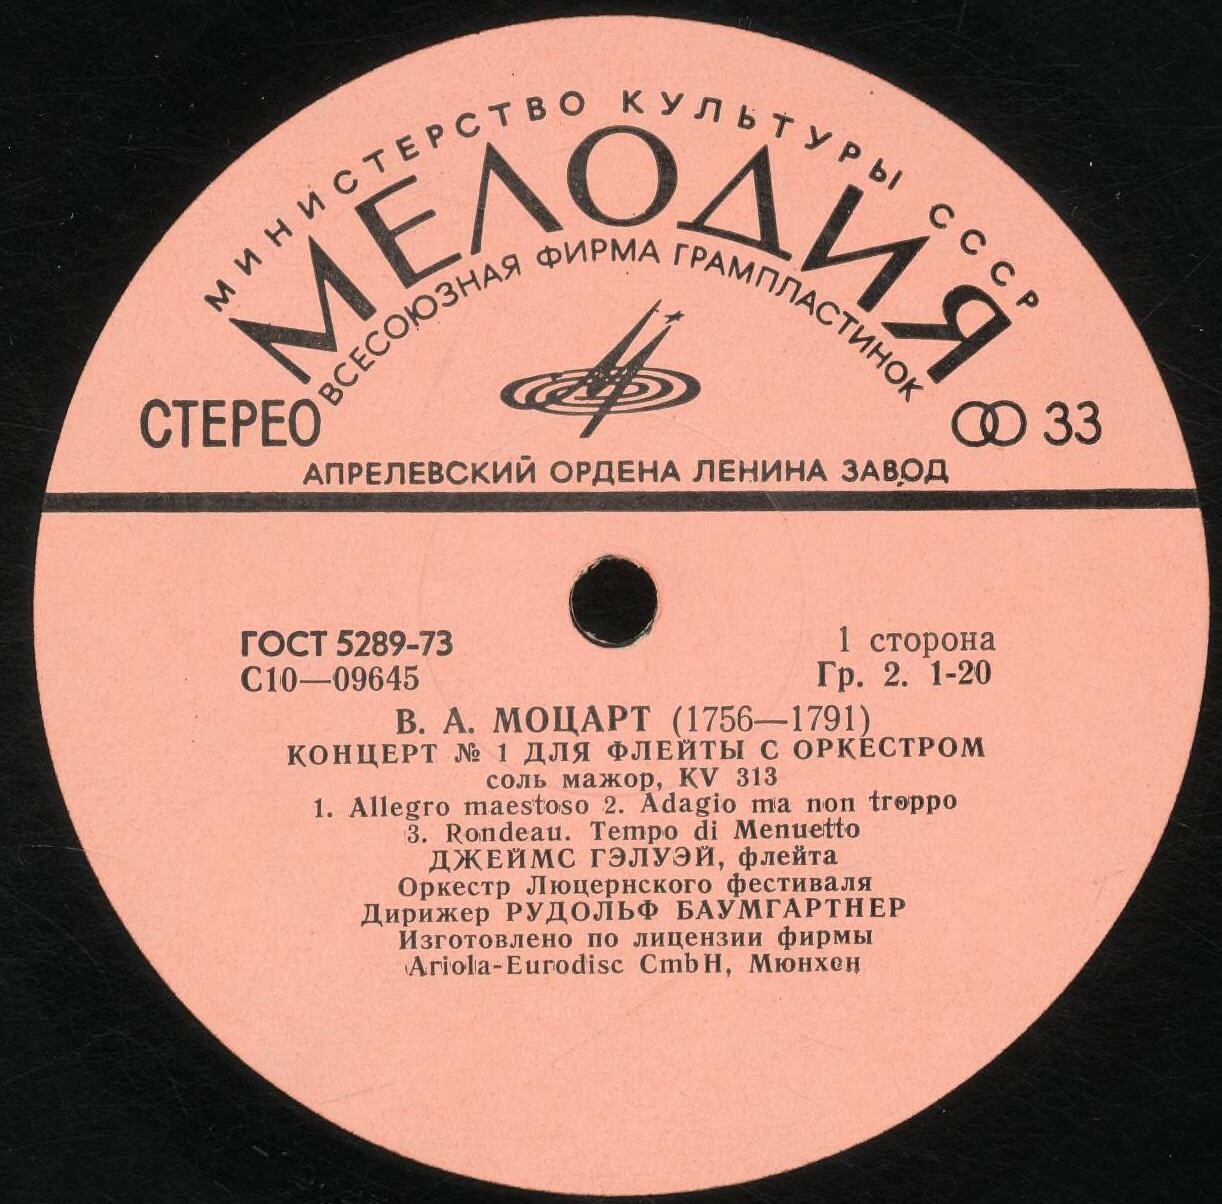 МИНИСТЕРСТВО КУЛЬТУРЫ СССР
МЕЛОДИЯ
ВСЕСОЮЗНАЯ ФИРМА ГРАМПЛАСТИНОК
СТЕРЕО
33
АПРЕЛЕВСКИЙ ОРДЕНА ЛЕНИНА ЗАВОД
ГОСТ 5289-73
1 сторона
С10—09645
Гр. 2. 1-20
В. А. МОЦАРТ (1756—1791)
КОНЦЕРТ № 1 ДЛЯ ФЛЕЙТЫ С ОРКЕСТРОМ
соль мажор, KV 313
1. Allegro maestoso 2. Adagio ma non troppo
3. Rondeau. Tempo di Menuetto
ДЖЕЙМС ГЭЛУЭЙ, флейта
Оркестр Люцернского фестиваля
Дирижер РУДОЛЬФ БАУМГАРТНЕР
Изготовлено по лицензии фирмы
Ariola-Eurodisc CmbH, Мюнхен